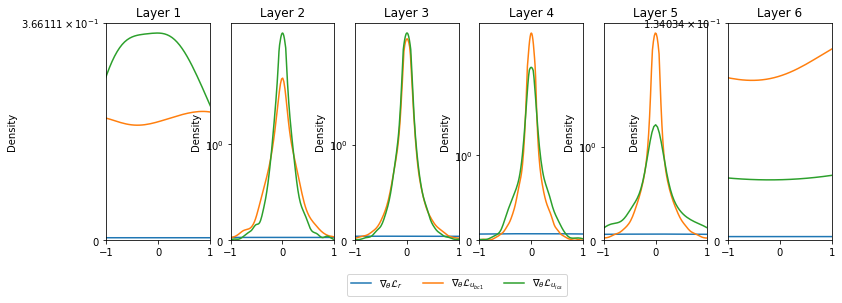 Layer 1 Layer 2 Layer 3 Layer 4 Layer 5 Layer 6
3.66111 × 10⁻¹ 1.34034 × 10⁻¹
Density Density Density Density Density Density
10⁰ 10⁰ 10⁰ 10⁰
0 0 0 0 0 0
−1 0 1 −1 0 1 −1 0 1 −1 0 1 −1 0 1 −1 0 1
∇θℒr ∇θℒu_bc1 ∇θℒu_ics